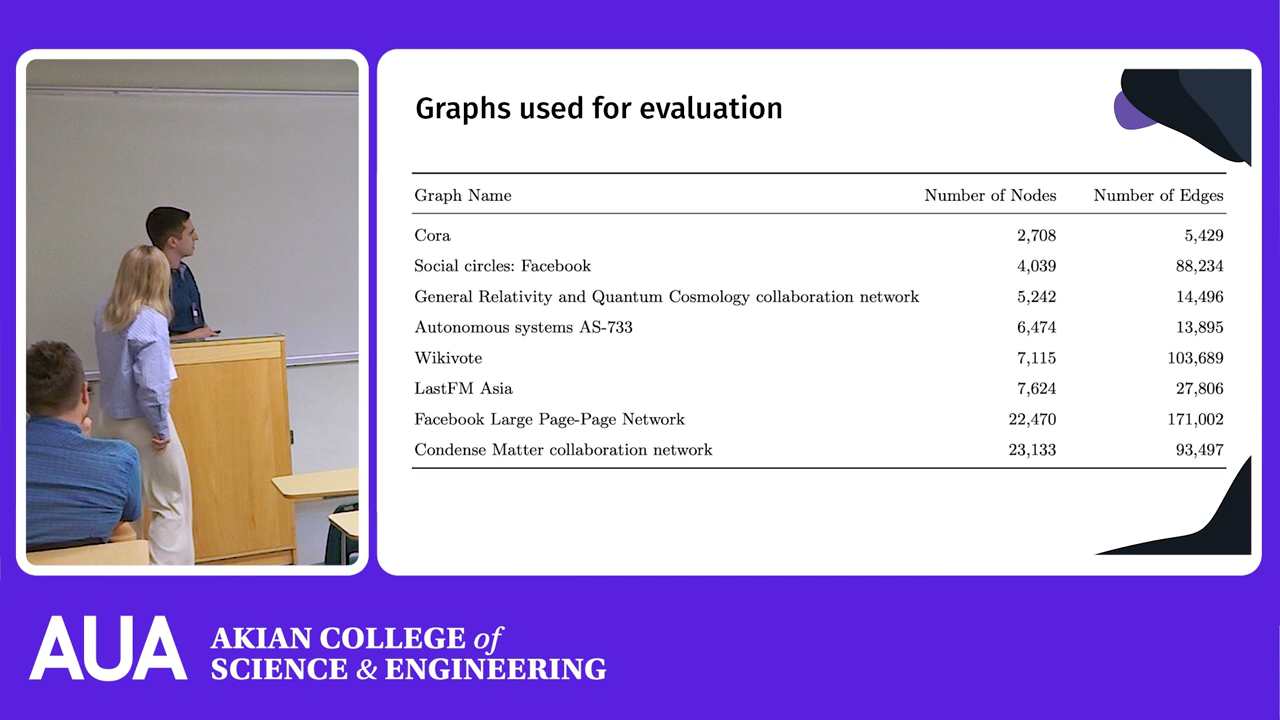 Graphs used for evaluation
Graph Name Number of Nodes Number of Edges
Cora 2,708 5,429
Social circles: Facebook 4,039 88,234
General Relativity and Quantum Cosmology collaboration network 5,242 14,496
Autonomous systems AS-733 6,474 13,895
Wikivote 7,115 103,689
LastFM Asia 7,624 27,806
Facebook Large Page-Page Network 22,470 171,002
Condense Matter collaboration network 23,133 93,497
AUA
AKIAN COLLEGE of
SCIENCE & ENGINEERING